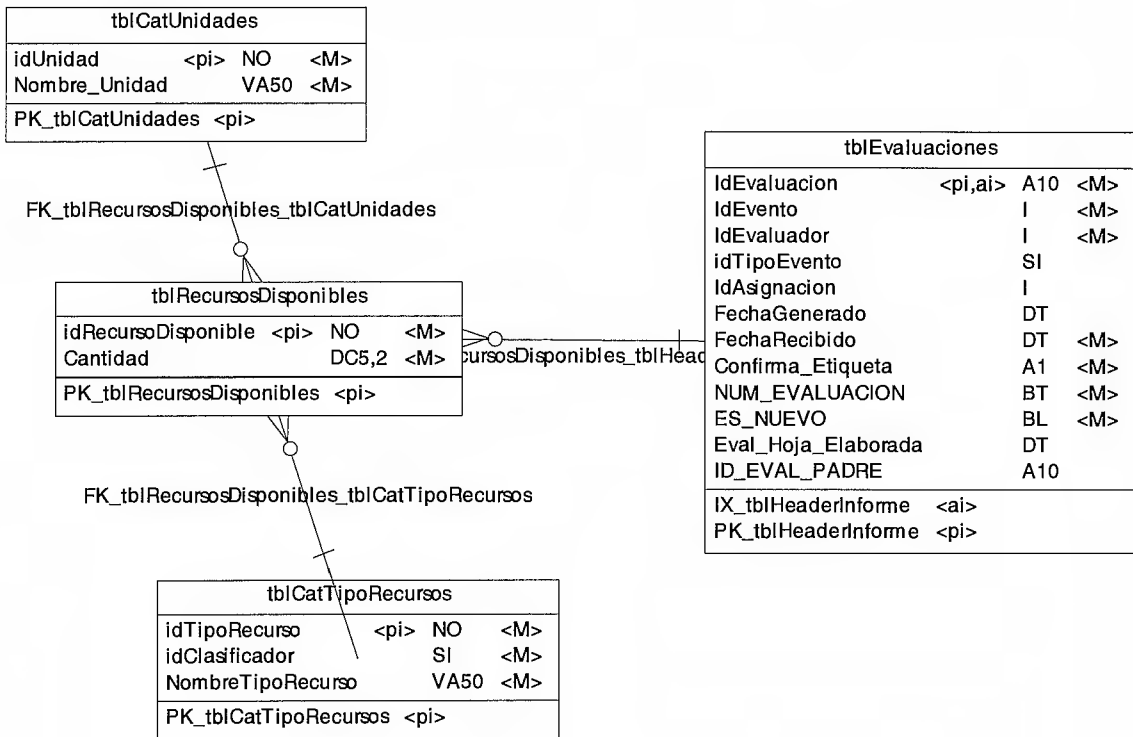 tblCatUnidades
idUnidad <pi> NO <M>
Nombre_Unidad VA50 <M>
PK_tblCatUnidades <pi>
FK_tblRecursosDisponibles_tblCatUnidades
tblRecursosDisponibles
idRecursoDisponible <pi> NO <M>
Cantidad DC5,2 <M>
PK_tblRecursosDisponibles <pi>
cursosDisponibles_tblHead
FK_tblRecursosDisponibles_tblCatTipoRecursos
tblCatTipoRecursos
idTipoRecurso <pi> NO <M>
idClasificador SI <M>
NombreTipoRecurso VA50 <M>
PK_tblCatTipoRecursos <pi>
tblEvaluaciones
IdEvaluacion <pi,ai> A10 <M>
IdEvento I <M>
IdEvaluador I <M>
idTipoEvento SI
IdAsignacion I
FechaGenerado DT
FechaRecibido DT <M>
Confirma_Etiqueta A1 <M>
NUM_EVALUACION BT <M>
ES_NUEVO BL <M>
Eval_Hoja_Elaborada DT
ID_EVAL_PADRE A10
IX_tblHeaderInforme <ai>
PK_tblHeaderInforme <pi>